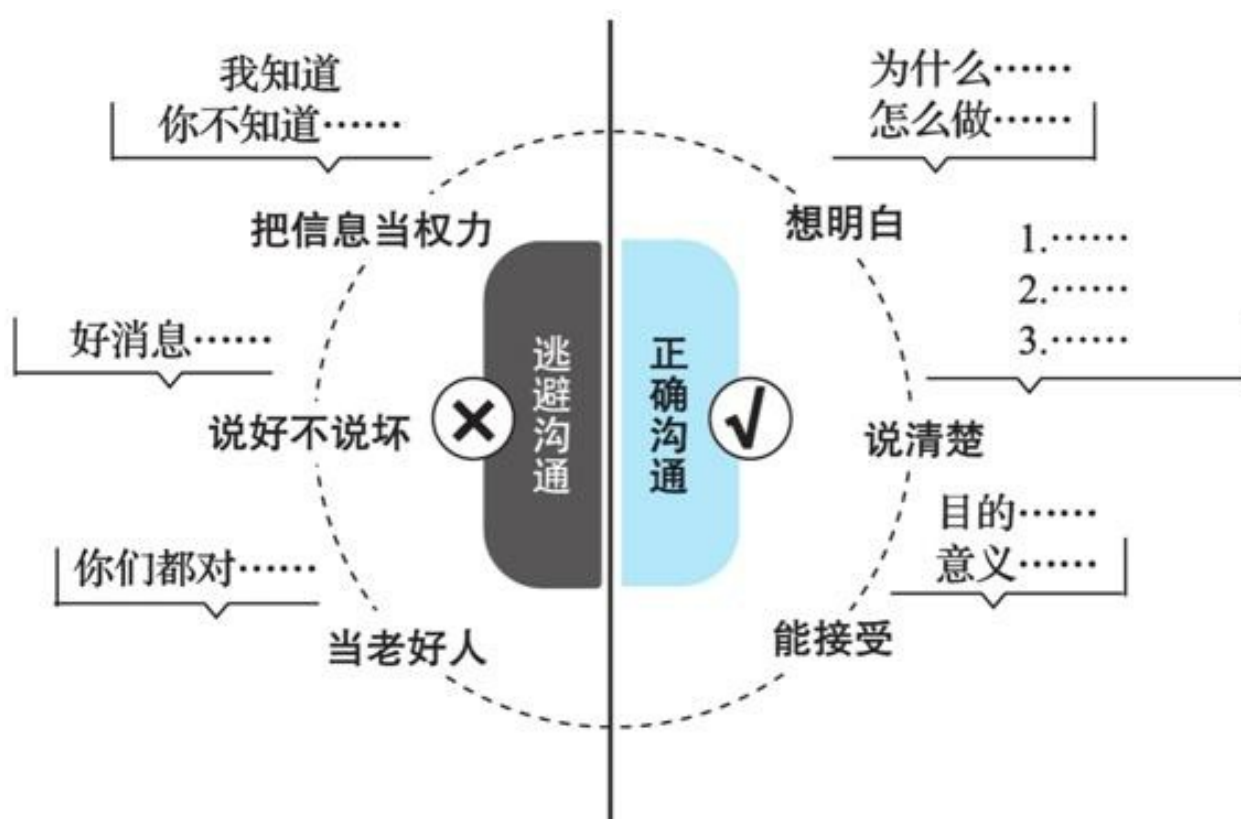 我知道
你不知道……
把信息当权力
好消息……
说好不说坏
你们都对……
当老好人
逃避沟通
正确沟通
为什么……
怎么做……
想明白
1.……
2.……
3.……
说清楚
目的……
意义……
能接受